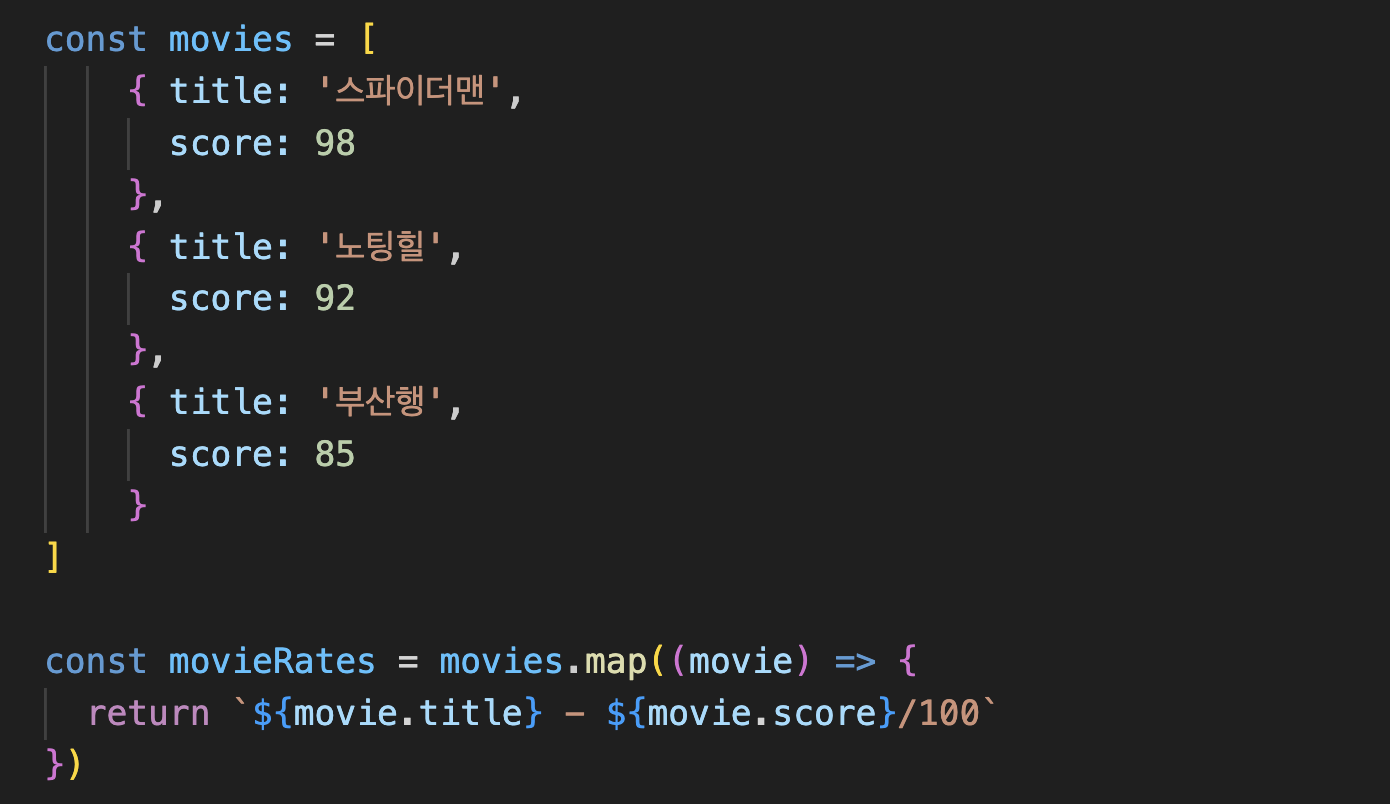 const movies = [
{ title: '스파이더맨',
score: 98
},
{ title: '노팅힐',
score: 92
},
{ title: '부산행',
score: 85
}
]
const movieRates = movies.map((movie) => {
return `${movie.title} - ${movie.score}/100`
})